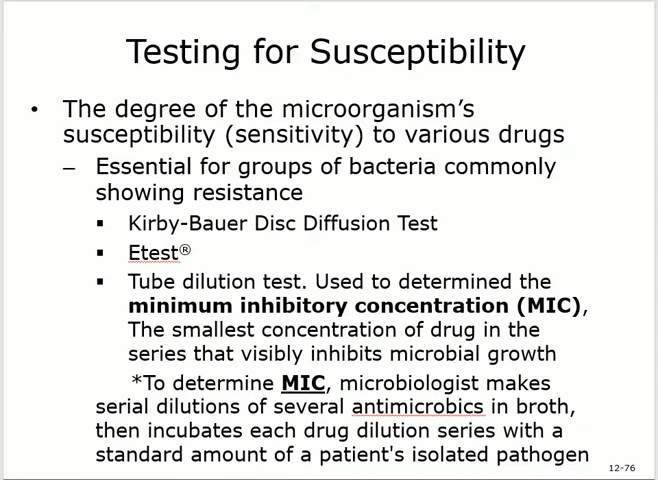 Testing for Susceptibility
• The degree of the microorganism's
susceptibility (sensitivity) to various drugs
– Essential for groups of bacteria commonly
showing resistance
▪ Kirby-Bauer Disc Diffusion Test
▪ Etest®
▪ Tube dilution test. Used to determined the
minimum inhibitory concentration (MIC),
The smallest concentration of drug in the
series that visibly inhibits microbial growth
*To determine MIC, microbiologist makes
serial dilutions of several antimicrobics in broth,
then incubates each drug dilution series with a
standard amount of a patient's isolated pathogen
12-76